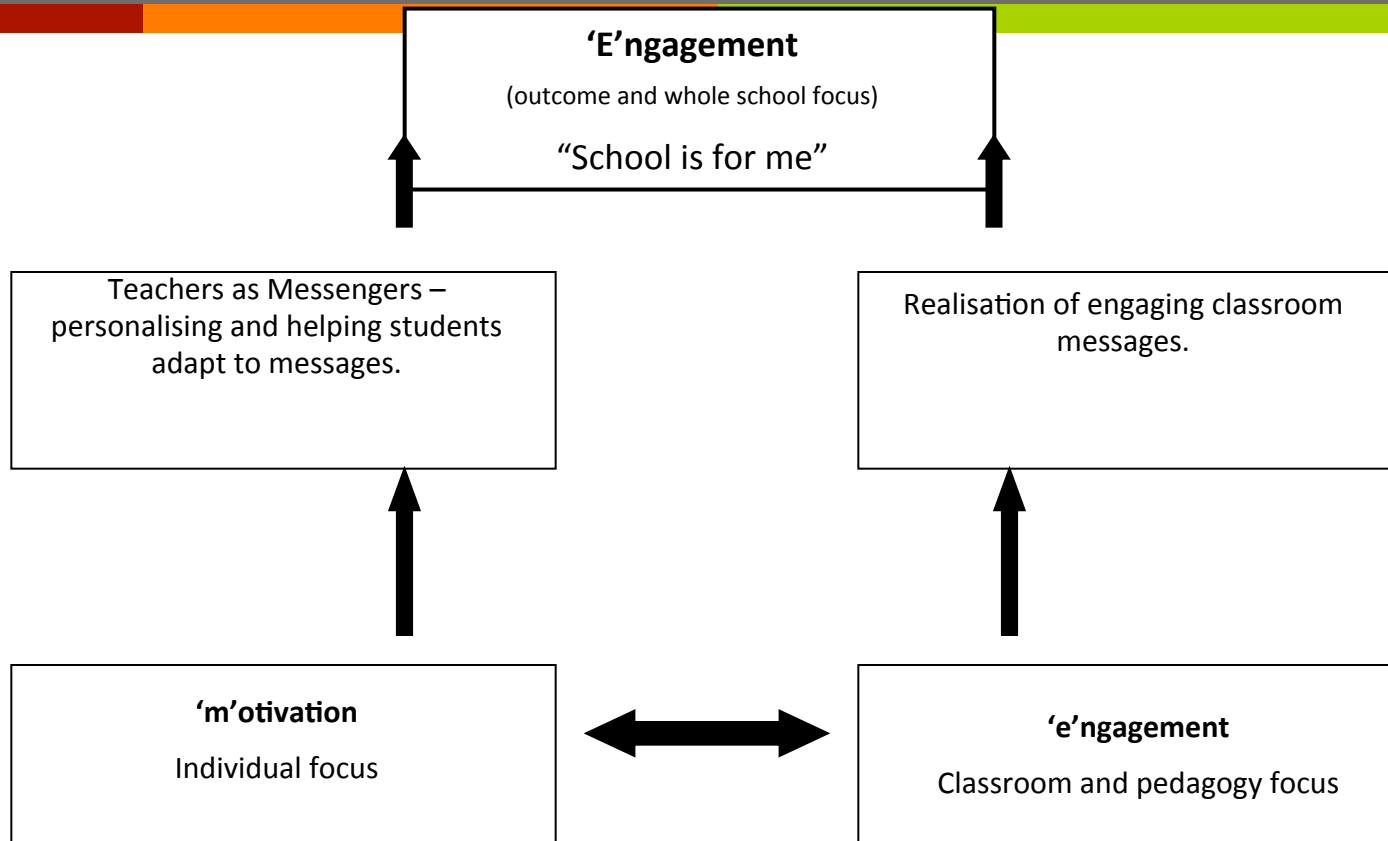 ‘E’ngagement
(outcome and whole school focus)
“School is for me”
Teachers as Messengers –
personalising and helping students
adapt to messages.
Realisation of engaging classroom
messages.
‘m’otivation
Individual focus
‘e’ngagement
Classroom and pedagogy focus